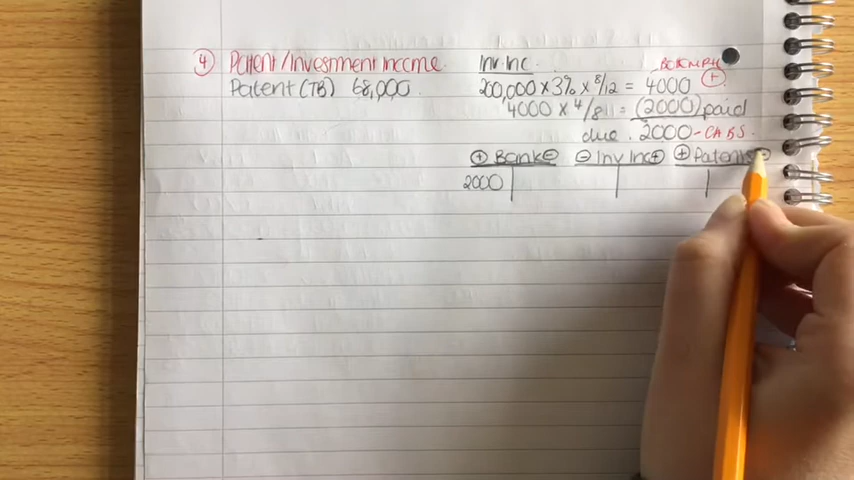 4 Patent/Investment Income
Patent (TB) 68,000
Inv. Inc.
200,000 × 3% × 8/12 = 4000 +
4000 × 4/8 = (2000) paid
due 2000 - CABS
+ Bank - - Inv Inc + + Patents -
2000